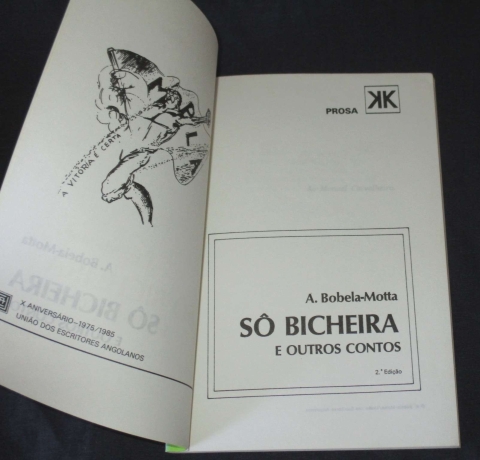 MPLA
A VITÓRIA É CERTA
X ANIVERSÁRIO-1975/1985
UNIÃO DOS ESCRITORES ANGOLANOS
PROSA
A. Bobela-Motta
SÔ BICHEIRA
E OUTROS CONTOS
2.ª Edição